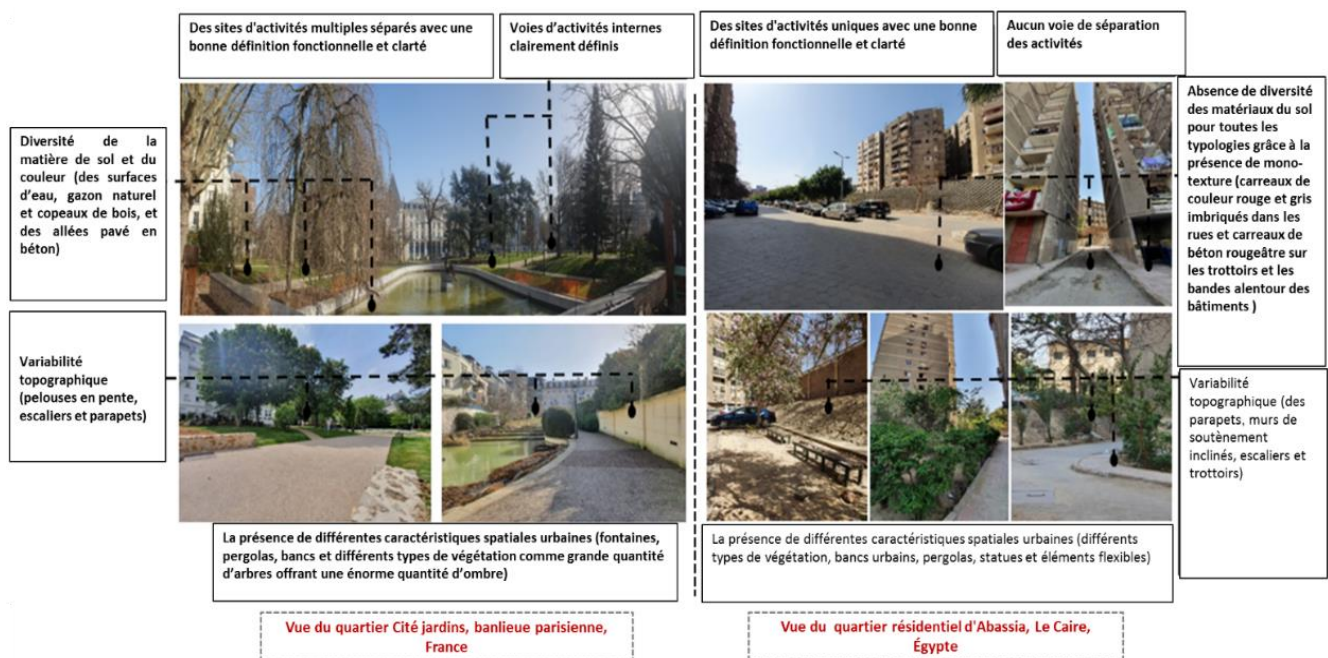 Des sites d'activités multiples séparés avec une
bonne définition fonctionnelle et clarté
Voies d’activités internes
clairement définis
Des sites d'activités uniques avec une bonne
définition fonctionnelle et clarté
Aucun voie de séparation
des activités
Diversité de la
matière de sol et du
couleur (des surfaces
d’eau, gazon naturel
et copeaux de bois, et
des allées pavé en
béton)
Absence de diversité
des matériaux du sol
pour toutes les
typologies grâce à la
présence de mono-
texture (carreaux de
couleur rouge et gris
imbriqués dans les
rues et carreaux de
béton rougeâtre sur
les trottoirs et les
bandes alentour des
bâtiments )
Variabilité
topographique
(pelouses en pente,
escaliers et parapets)
Variabilité
topographique (des
parapets, murs de
soutènement
inclinés, escaliers et
trottoirs)
La présence de différentes caractéristiques spatiales urbaines (fontaines,
pergolas, bancs et différents types de végétation comme grande quantité
d’arbres offrant une énorme quantité d’ombre)
La présence de différentes caractéristiques spatiales urbaines (différents
types de végétation, bancs urbains, pergolas, statues et éléments flexibles)
Vue du quartier Cité jardins, banlieue parisienne,
France
Vue du quartier résidentiel d'Abassia, Le Caire,
Égypte